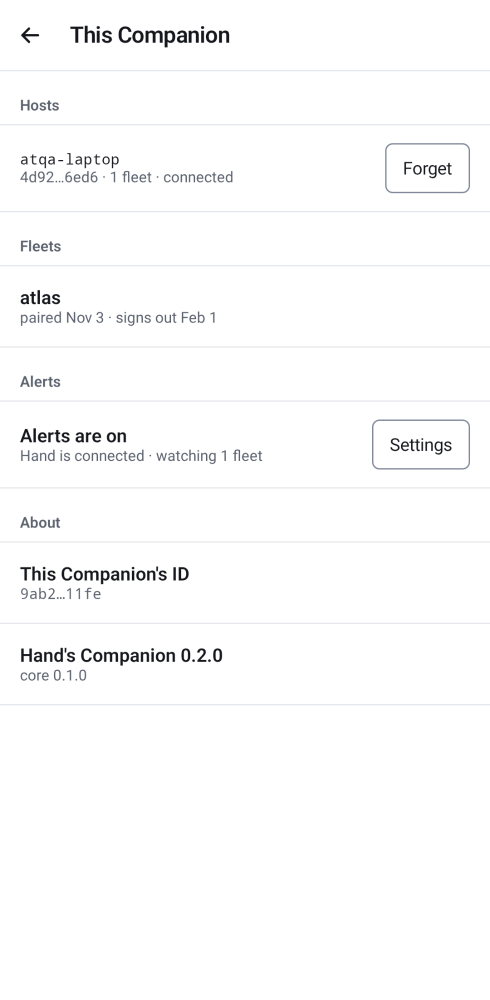 This Companion
Hosts
atqa-laptop
4d92…6ed6 · 1 fleet · connected
Forget
Fleets
atlas
paired Nov 3 · signs out Feb 1
Alerts
Alerts are on
Hand is connected · watching 1 fleet
Settings
About
This Companion's ID
9ab2…11fe
Hand's Companion 0.2.0
core 0.1.0